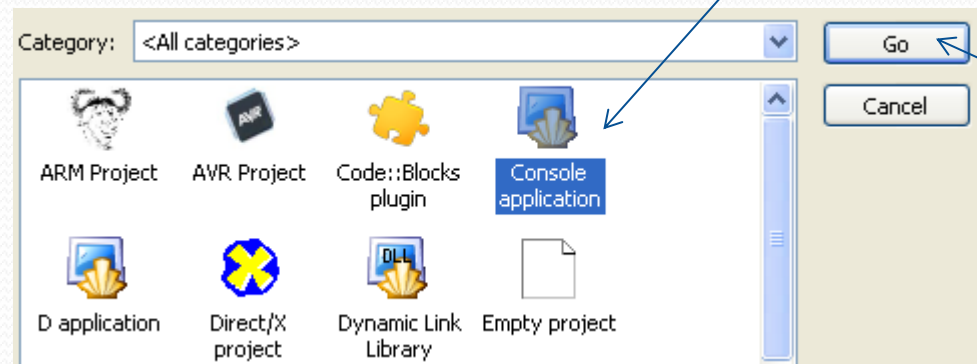 Category: <All categories> Go
Cancel
ARM Project AVR Project Code::Blocks Console
plugin application
D application Direct/X Dynamic Link Empty project
project Library
AVR
DLL